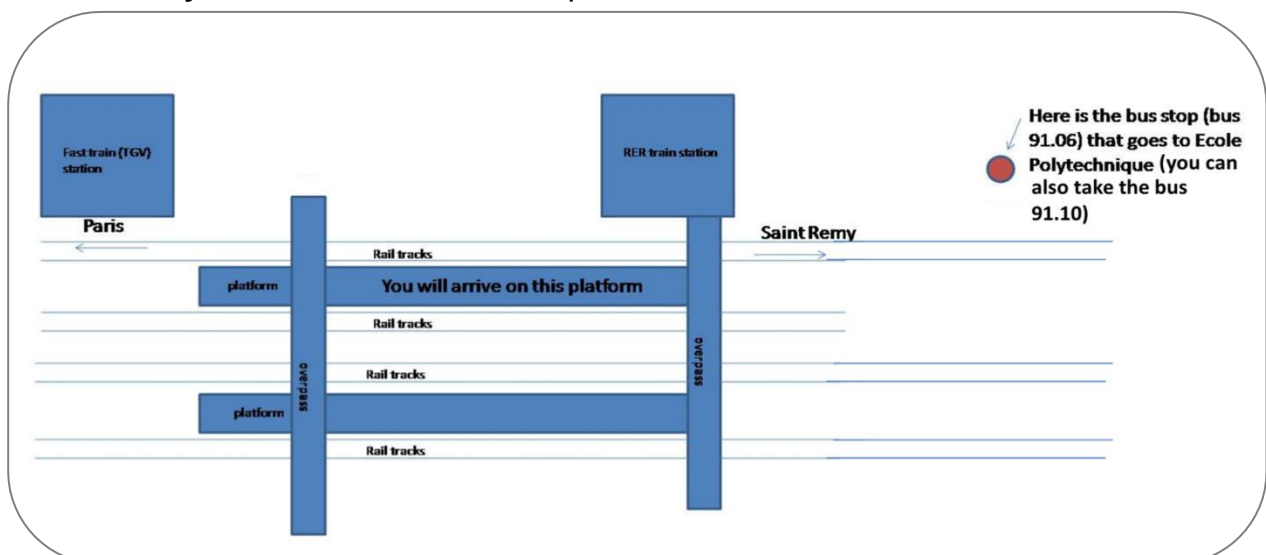 Fast train (TGV)
station
RER train station
Here is the bus stop (bus
91.06) that goes to Ecole
Polytechnique (you can
also take the bus
91.10)
Paris
Saint Remy
Rail tracks
platform
You will arrive on this platform
Rail tracks
overpass
overpass
Rail tracks
platform
Rail tracks